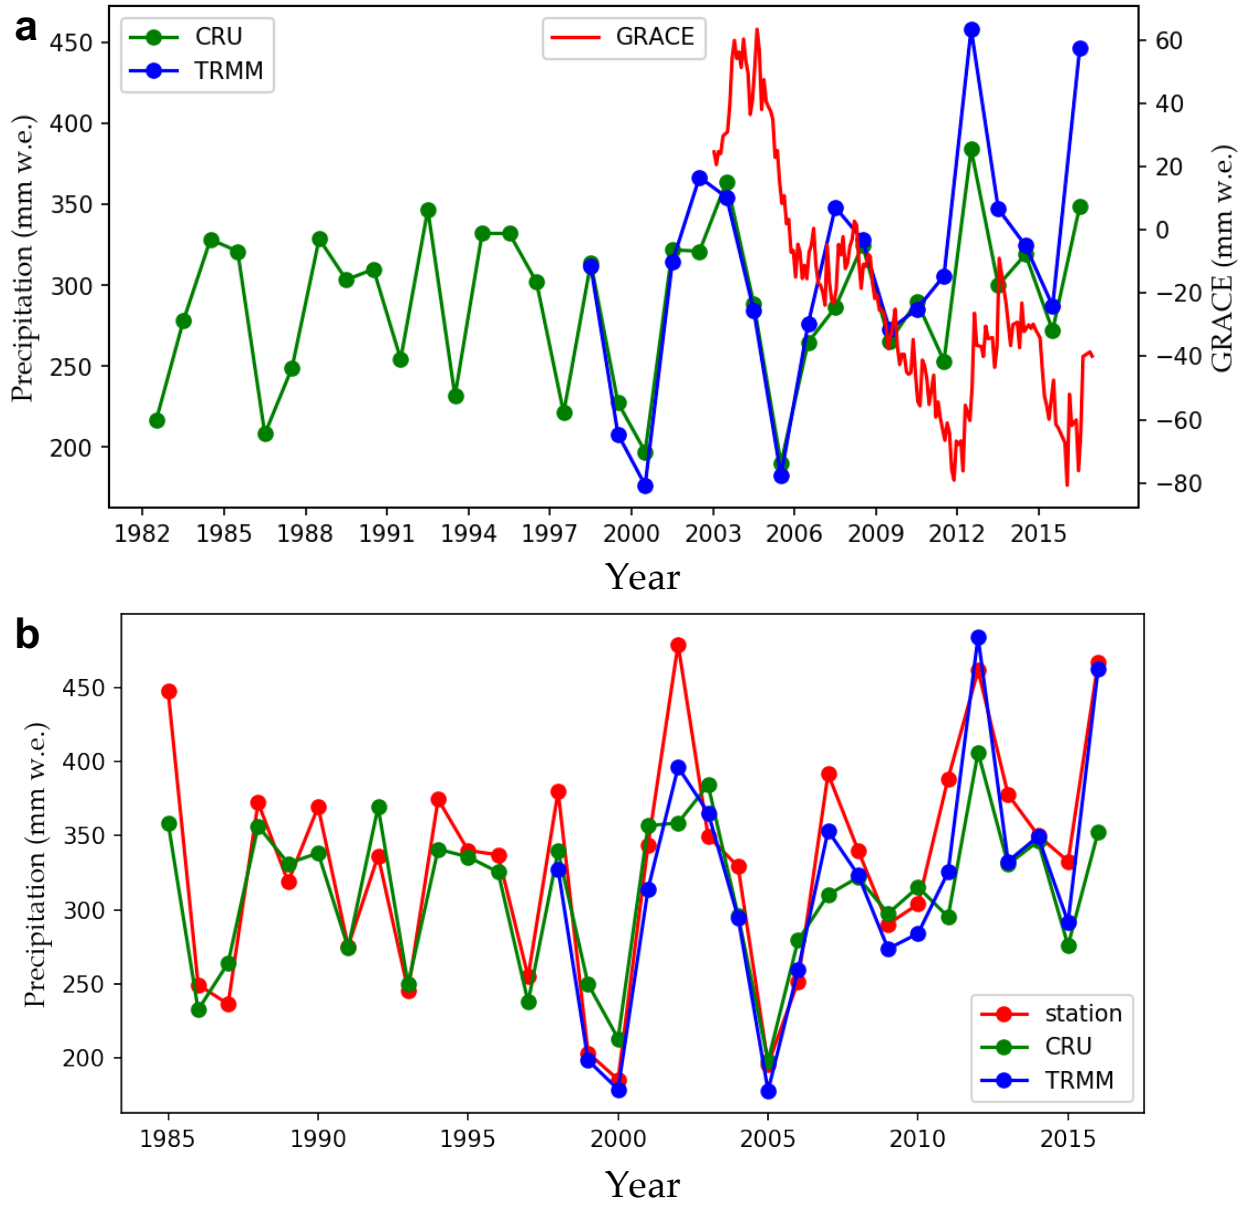 a
CRU
TRMM
GRACE
450
400
350
300
250
200
Precipitation (mm w.e.)
60
40
20
0
−20
−40
−60
−80
GRACE (mm w.e.)
1982 1985 1988 1991 1994 1997 2000 2003 2006 2009 2012 2015
Year
b
450
400
350
300
250
200
Precipitation (mm w.e.)
station
CRU
TRMM
1985 1990 1995 2000 2005 2010 2015
Year